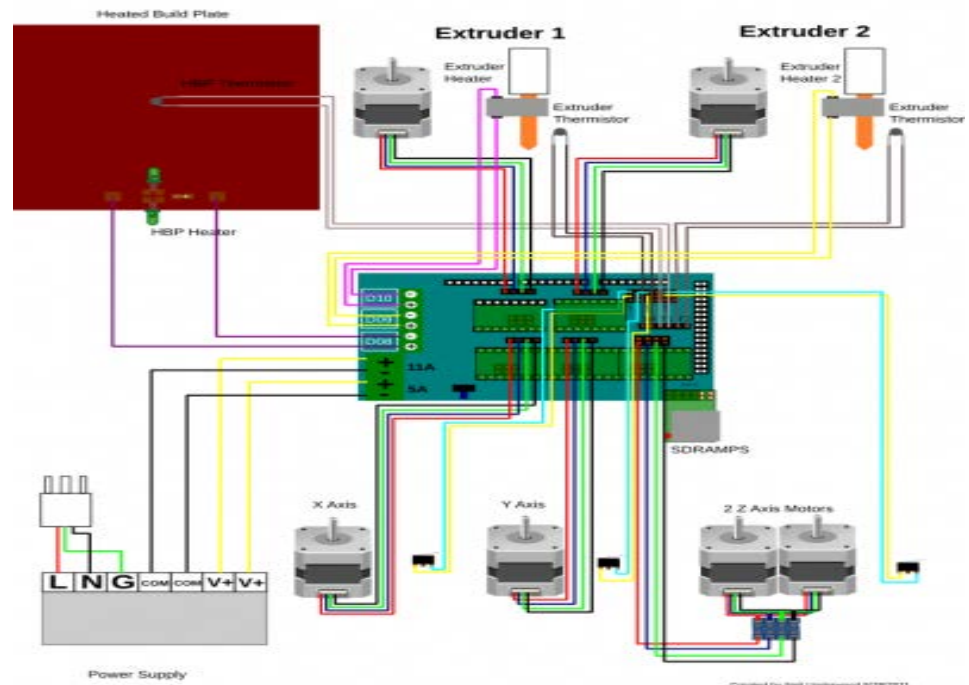 Heated Build Plate
Extruder 1
Extruder 2
Extruder
Heater
Extruder
Heater 2
HBP Thermistor
Extruder
Thermistor
Extruder
Thermistor
HBP Heater
D10
D09
D08
+
-
11A
+
-
5A
SDRAMPS
X Axis
Y Axis
2 Z Axis Motors
L N G COM COM V+ V+
Power Supply